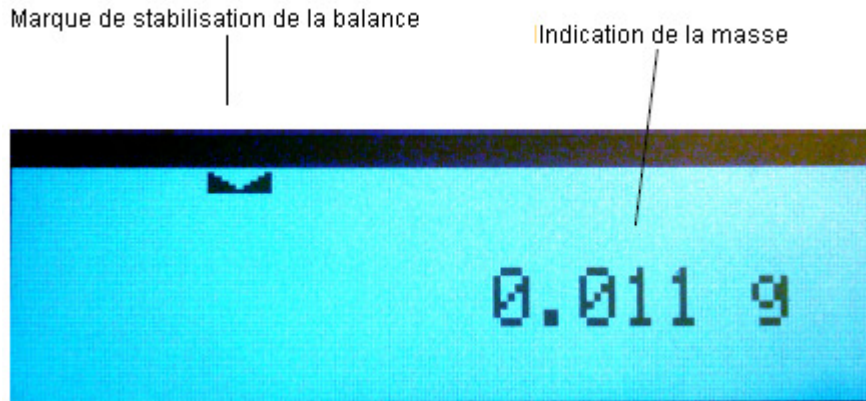 Marque de stabilisation de la balance
Indication de la masse
0.011 g